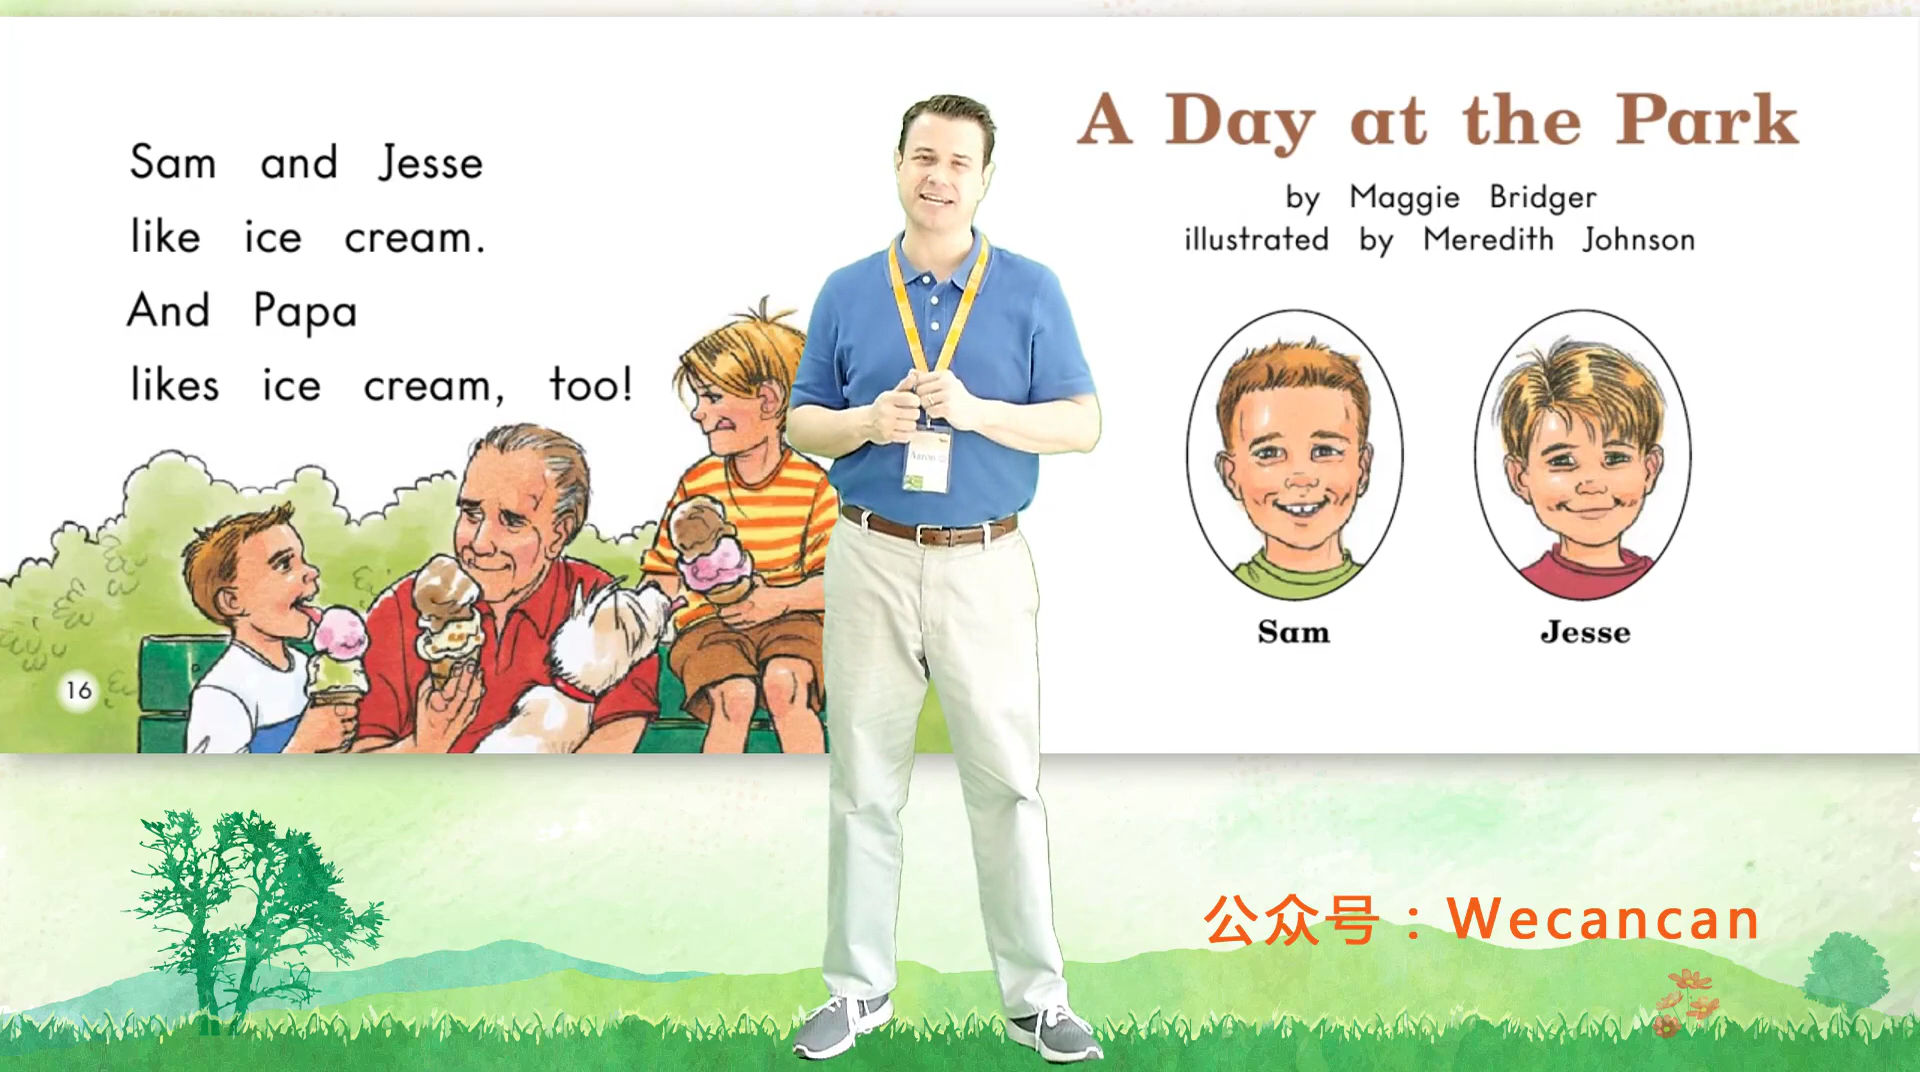 Sam and Jesse
like ice cream.
And Papa
likes ice cream, too!
16
A Day at the Park
by Maggie Bridger
illustrated by Meredith Johnson
Sam
Jesse
Aaron
公众号：Wecancan